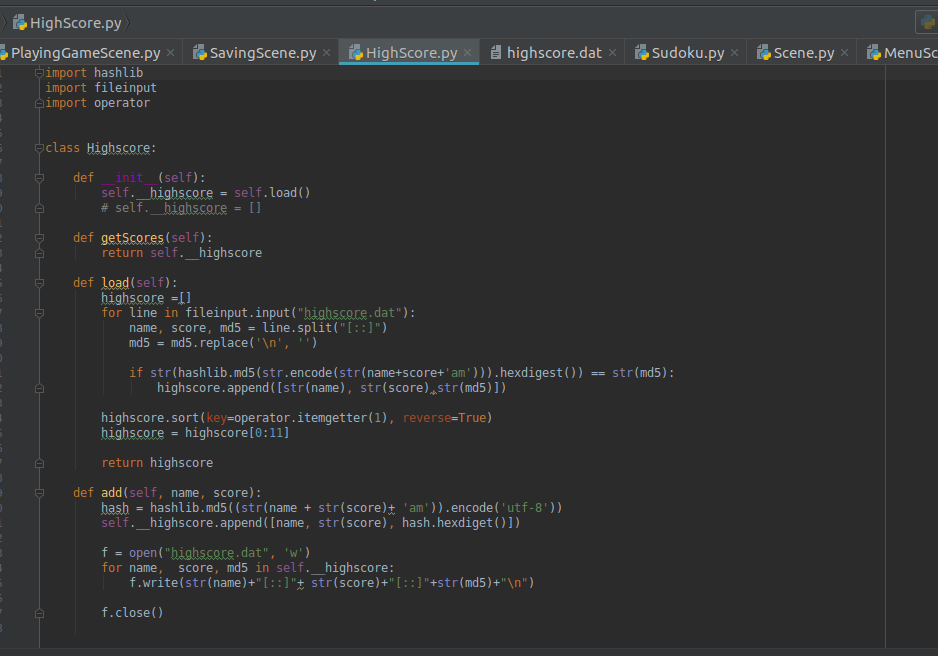 HighScore.py
PlayingGameScene.py × SavingScene.py × HighScore.py × highscore.dat × Sudoku.py × Scene.py × MenuSc
import hashlib
import fileinput
import operator
class Highscore:
def __init__(self):
self.__highscore = self.load()
# self.__highscore = []
def getScores(self):
return self.__highscore
def load(self):
highscore =[]
for line in fileinput.input("highscore.dat"):
name, score, md5 = line.split("[::]")
md5 = md5.replace('\n', '')
if str(hashlib.md5(str.encode(str(name+score+'am'))).hexdigest()) == str(md5):
highscore.append([str(name), str(score),str(md5)])
highscore.sort(key=operator.itemgetter(1), reverse=True)
highscore = highscore[0:11]
return highscore
def add(self, name, score):
hash = hashlib.md5((str(name + str(score)+ 'am')).encode('utf-8'))
self.__highscore.append([name, str(score), hash.hexdiget()])
f = open("highscore.dat", 'w')
for name,  score, md5 in self.__highscore:
f.write(str(name)+"[::]"+ str(score)+"[::]"+str(md5)+"\n")
f.close()